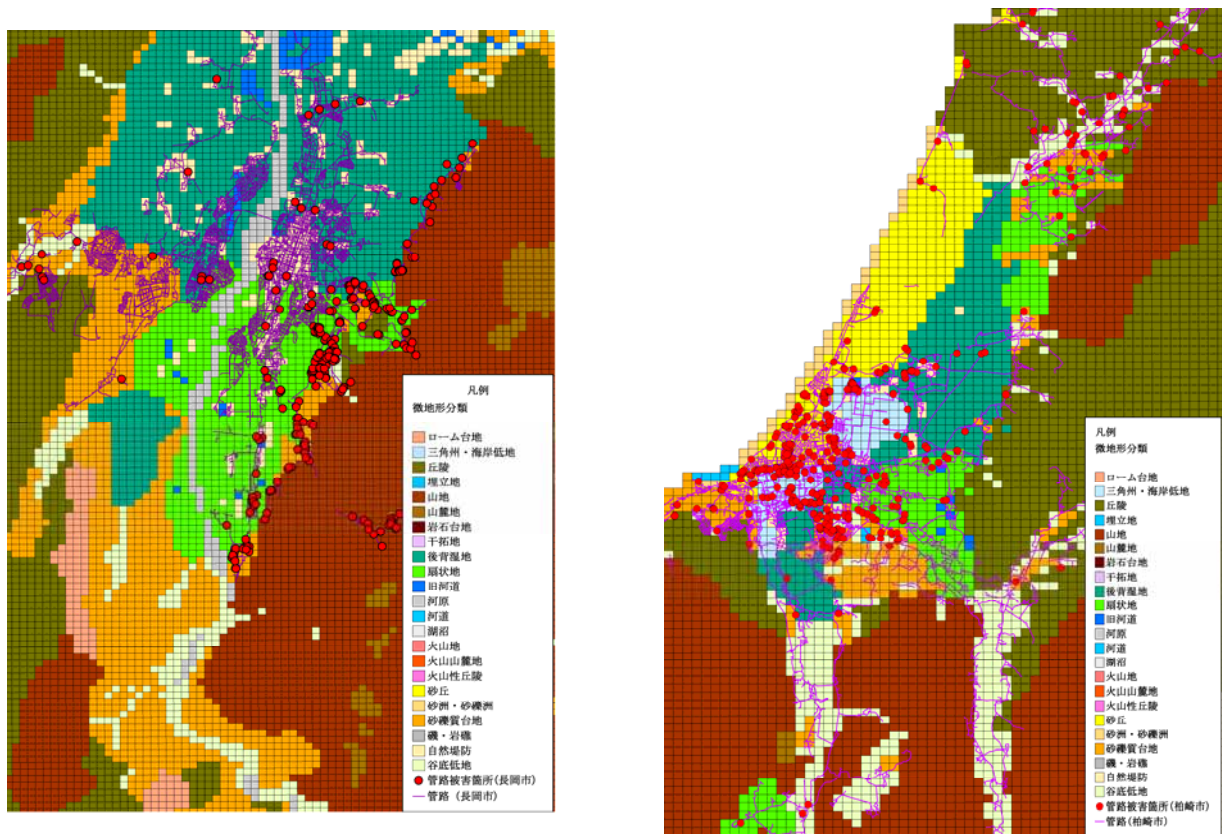 凡例
微地形分類
ローム台地
三角州・海岸低地
丘陵
埋立地
山地
山麓地
岩石台地
干拓地
後背湿地
扇状地
旧河道
河原
河道
湖沼
火山地
火山山麓地
火山性丘陵
砂丘
砂洲・砂礫洲
砂礫質台地
磯・岩礁
自然堤防
谷底低地
管路被害箇所(長岡市)
管路 (長岡市)
凡例
微地形分類
ローム台地
三角州・海岸低地
丘陵
埋立地
山地
山麓地
岩石台地
干拓地
後背湿地
扇状地
旧河道
河原
河道
湖沼
火山地
火山山麓地
火山性丘陵
砂丘
砂洲・砂礫洲
砂礫質台地
磯・岩礁
自然堤防
谷底低地
管路被害箇所(柏崎市)
管路(柏崎市)